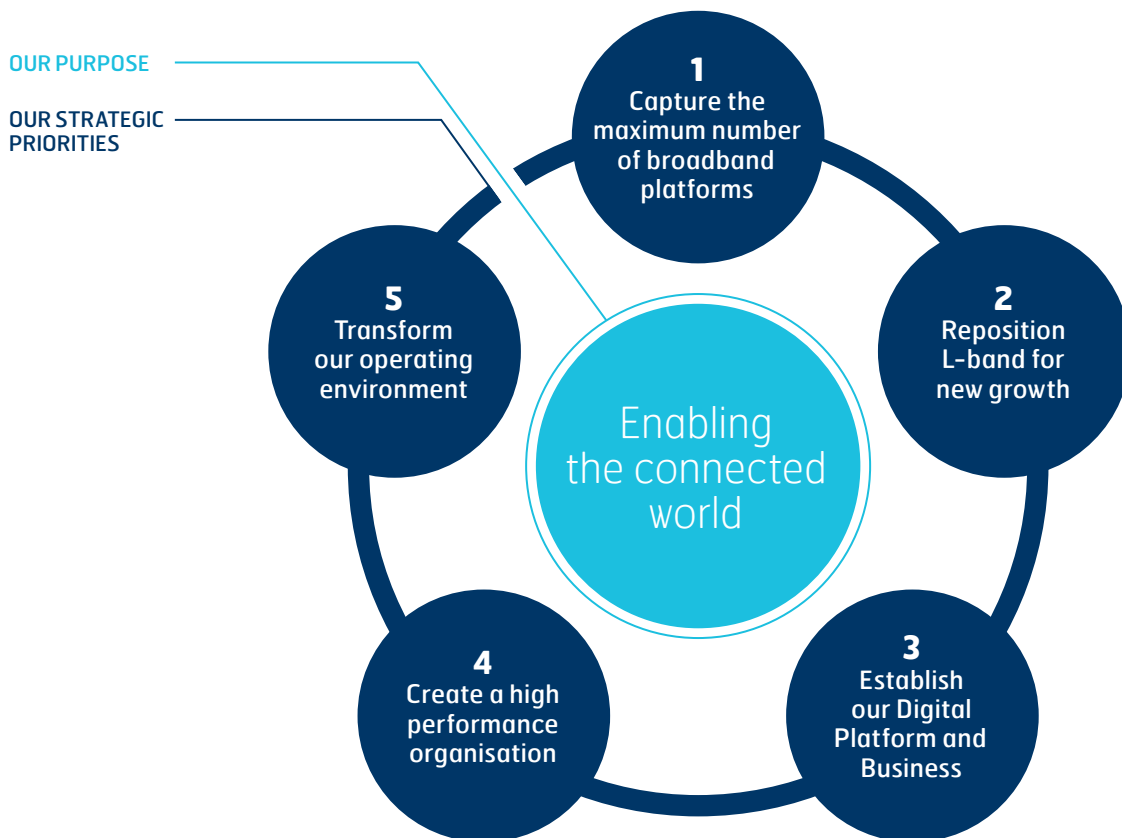 OUR PURPOSE
OUR STRATEGIC
PRIORITIES
1
Capture the
maximum number
of broadband
platforms
2
Reposition
L-band for
new growth
3
Establish
our Digital
Platform and
Business
4
Create a high
performance
organisation
5
Transform
our operating
environment
Enabling
the connected
world